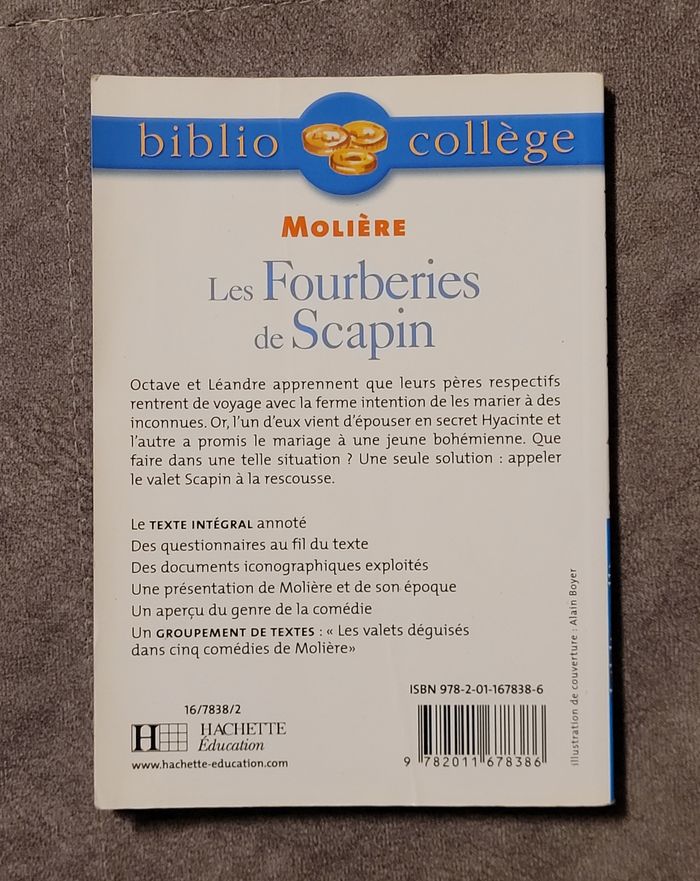 biblio collège
MOLIÈRE
Les Fourberies
de Scapin
Octave et Léandre apprennent que leurs pères respectifs
rentrent de voyage avec la ferme intention de les marier à des
inconnues. Or, l'un d'eux vient d'épouser en secret Hyacinte et
l'autre a promis le mariage à une jeune bohémienne. Que
faire dans une telle situation ? Une seule solution : appeler
le valet Scapin à la rescousse.
Le TEXTE INTÉGRAL annoté
Des questionnaires au fil du texte
Des documents iconographiques exploités
Une présentation de Molière et de son époque
Un aperçu du genre de la comédie
Un GROUPEMENT DE TEXTES : « Les valets déguisés
dans cinq comédies de Molière»
illustration de couverture : Alain Boyer
16/7838/2
H HACHETTE
Éducation
www.hachette-education.com
ISBN 978-2-01-167838-6
9 782011 678386